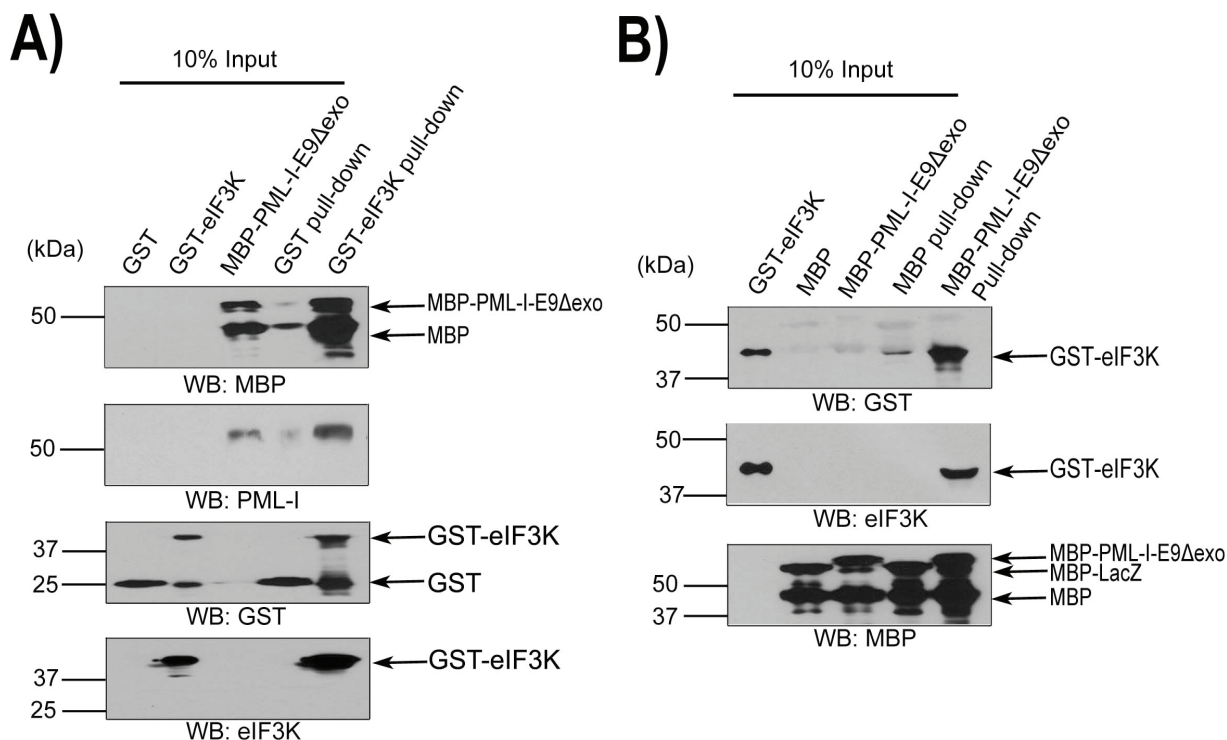 A)
10% Input
GST
GST-eIF3K
MBP-PML-I-E9Δexo
GST pull-down
GST-eIF3K pull-down
(kDa)
50
MBP-PML-I-E9Δexo
MBP
WB: MBP
50
WB: PML-I
37
25
GST-eIF3K
GST
WB: GST
37
25
GST-eIF3K
WB: eIF3K
B)
10% Input
GST-eIF3K
MBP
MBP-PML-I-E9Δexo
MBP pull-down
MBP-PML-I-E9Δexo
Pull-down
(kDa)
50
37
GST-eIF3K
WB: GST
50
37
GST-eIF3K
WB: eIF3K
50
37
MBP-PML-I-E9Δexo
MBP-LacZ
MBP
WB: MBP